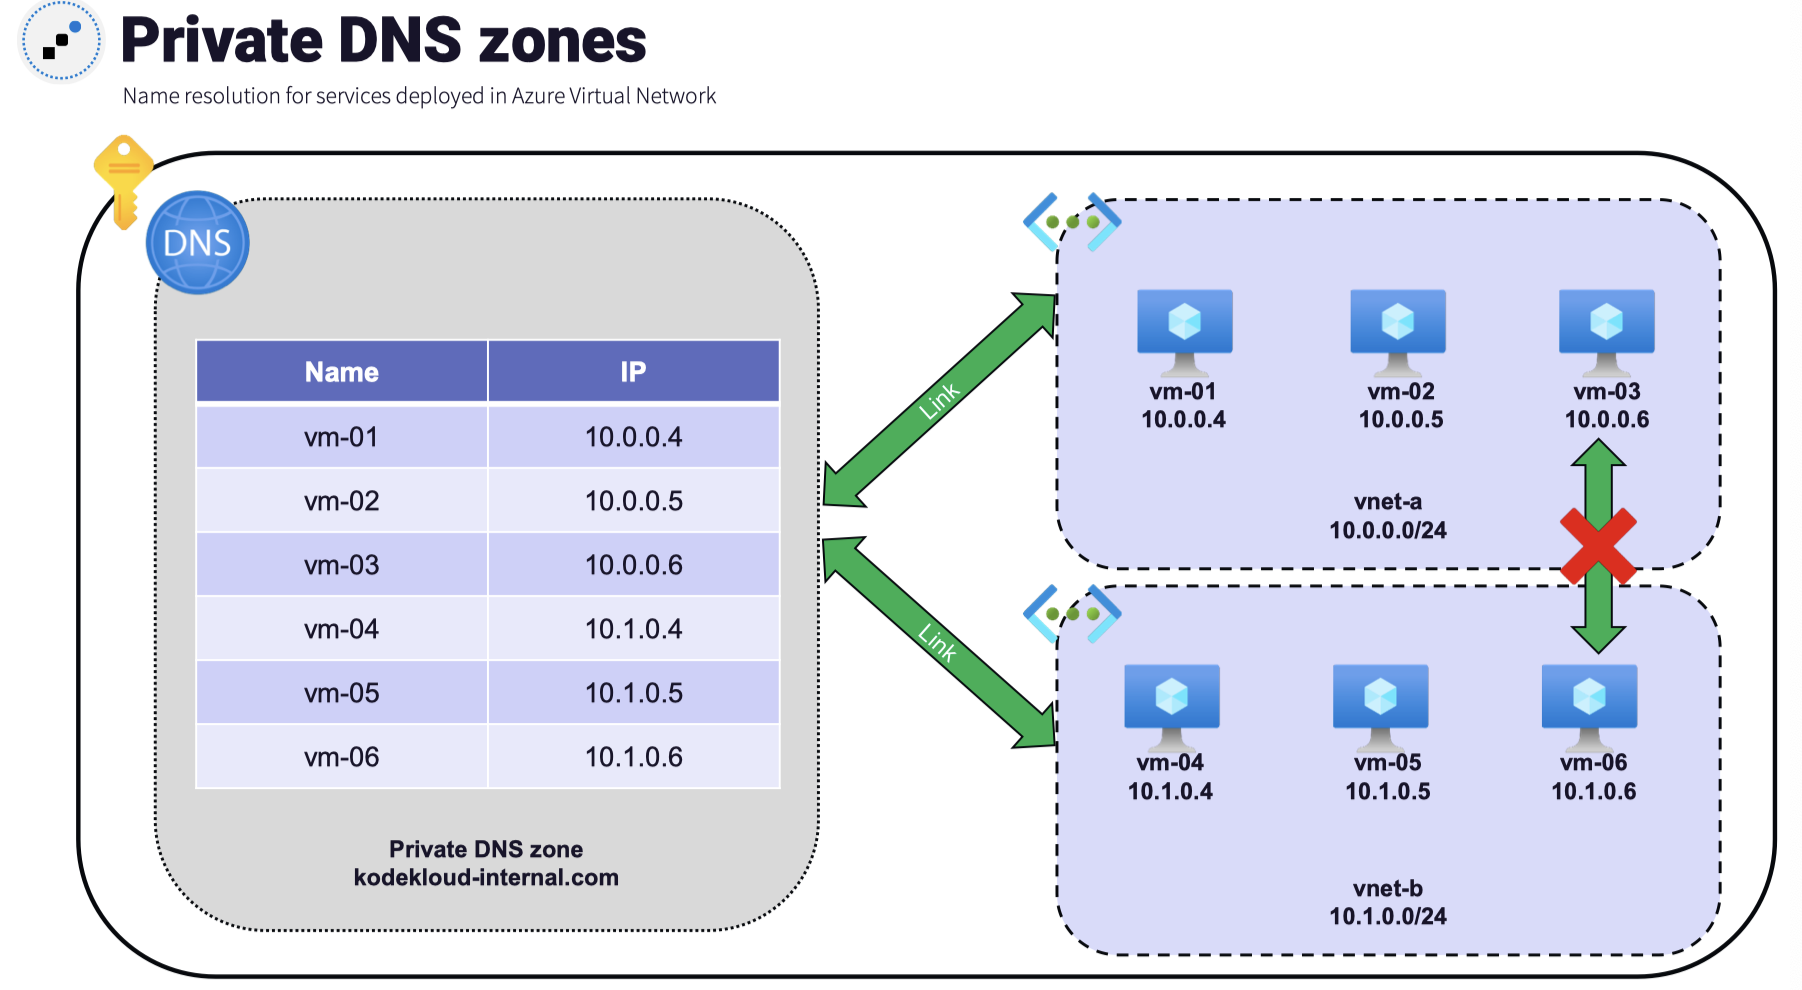 Private DNS zones
Name resolution for services deployed in Azure Virtual Network
DNS
Name IP
vm-01 10.0.0.4
vm-02 10.0.0.5
vm-03 10.0.0.6
vm-04 10.1.0.4
vm-05 10.1.0.5
vm-06 10.1.0.6
Private DNS zone
kodekloud-internal.com
Link
Link
vm-01
10.0.0.4
vm-02
10.0.0.5
vm-03
10.0.0.6
vnet-a
10.0.0.0/24
vm-04
10.1.0.4
vm-05
10.1.0.5
vm-06
10.1.0.6
vnet-b
10.1.0.0/24